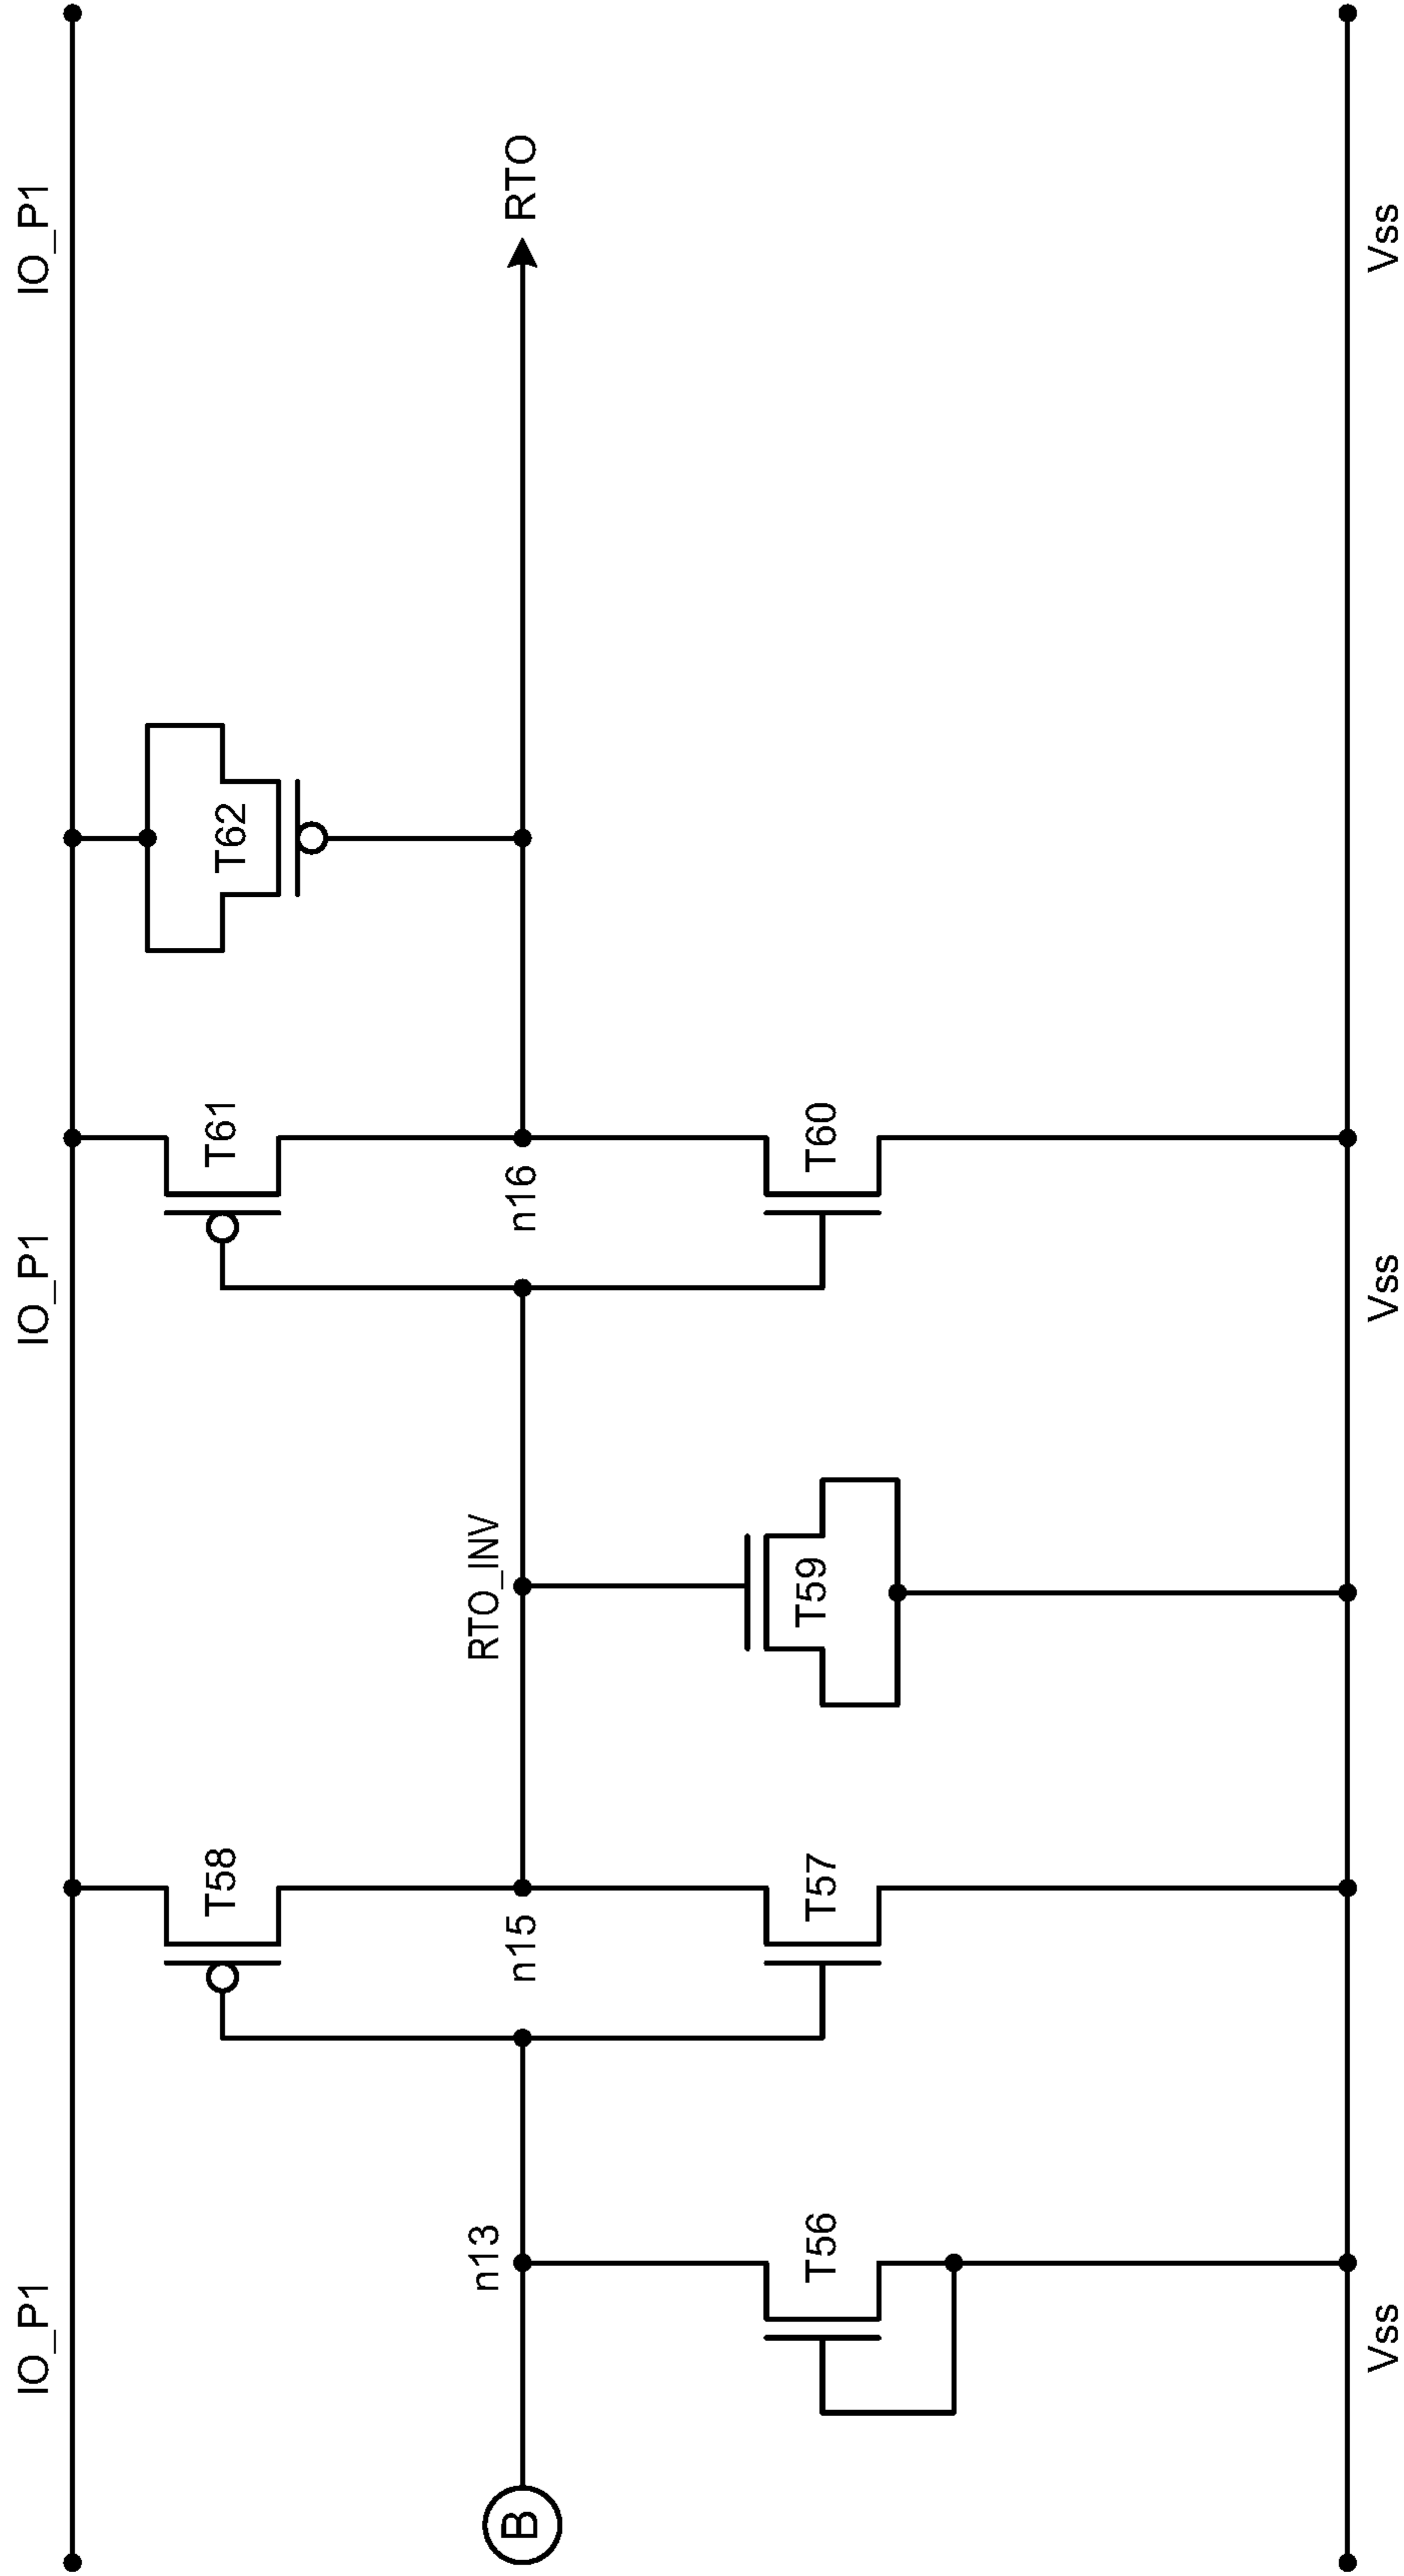 IO_P1
IO_P1
IO_P1
T58
T61
T62
n13
RTO_INV
B
n15
n16
RTO
T56
T57
T59
T60
Vss
Vss
Vss